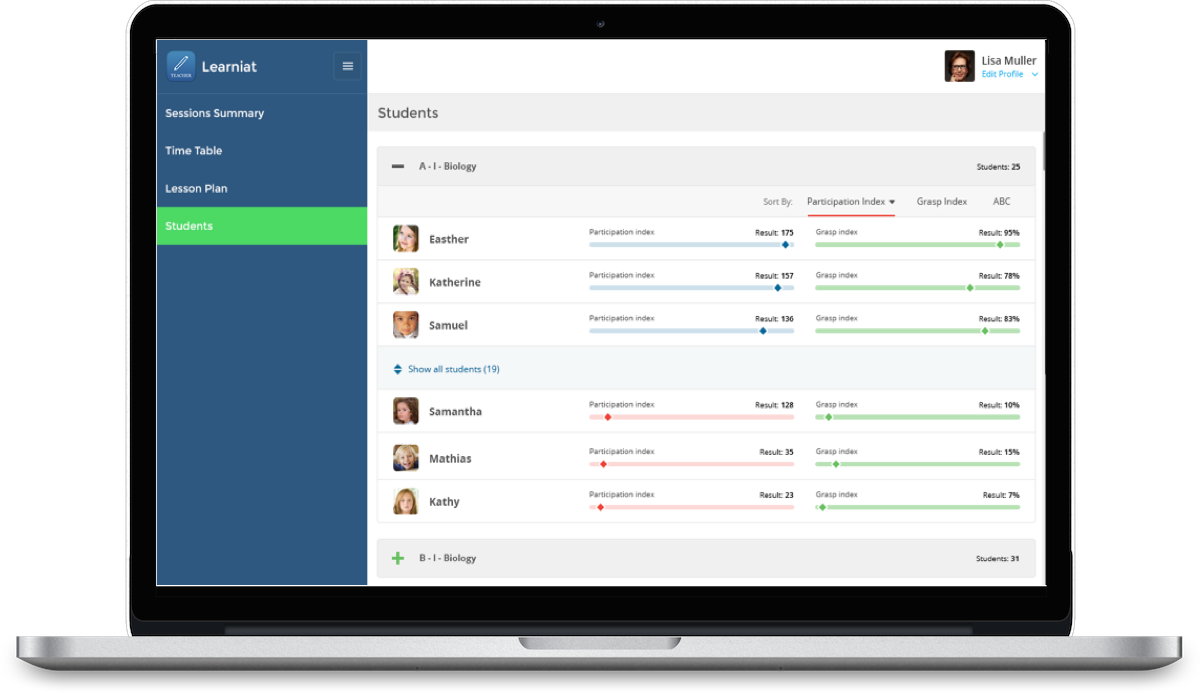 TEACHER
Learniat
Lisa Muller
Edit Profile
Sessions Summary
Time Table
Lesson Plan
Students
Students
A - I - Biology
Students: 25
Sort By:
Participation Index
Grasp Index
ABC
Easther
Participation index
Result: 175
Grasp index
Result: 95%
Katherine
Participation index
Result: 157
Grasp index
Result: 78%
Samuel
Participation index
Result: 136
Grasp index
Result: 83%
Show all students (19)
Samantha
Participation index
Result: 128
Grasp index
Result: 10%
Mathias
Participation index
Result: 35
Grasp index
Result: 15%
Kathy
Participation index
Result: 23
Grasp index
Result: 7%
B - I - Biology
Students: 31